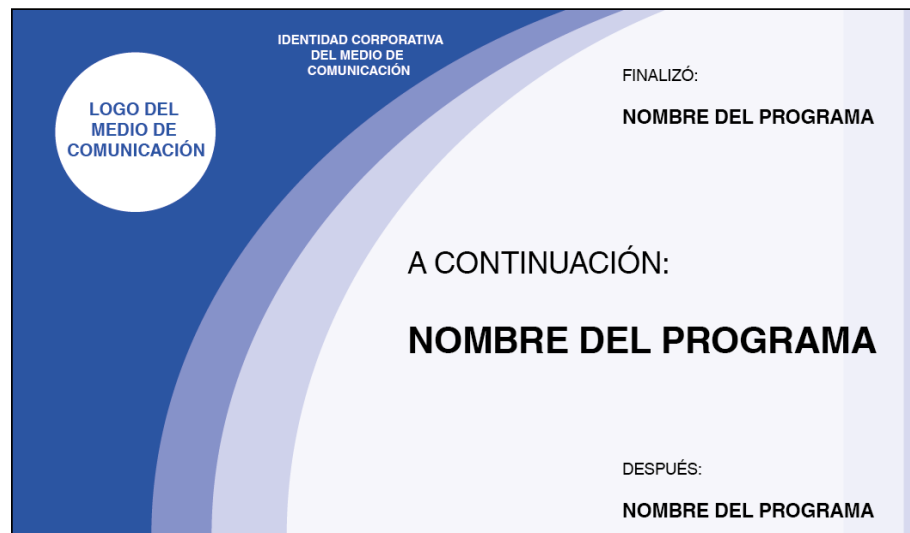 IDENTIDAD CORPORATIVA
DEL MEDIO DE
COMUNICACIÓN
LOGO DEL
MEDIO DE
COMUNICACIÓN
FINALIZÓ:
NOMBRE DEL PROGRAMA
A CONTINUACIÓN:
NOMBRE DEL PROGRAMA
DESPUÉS:
NOMBRE DEL PROGRAMA